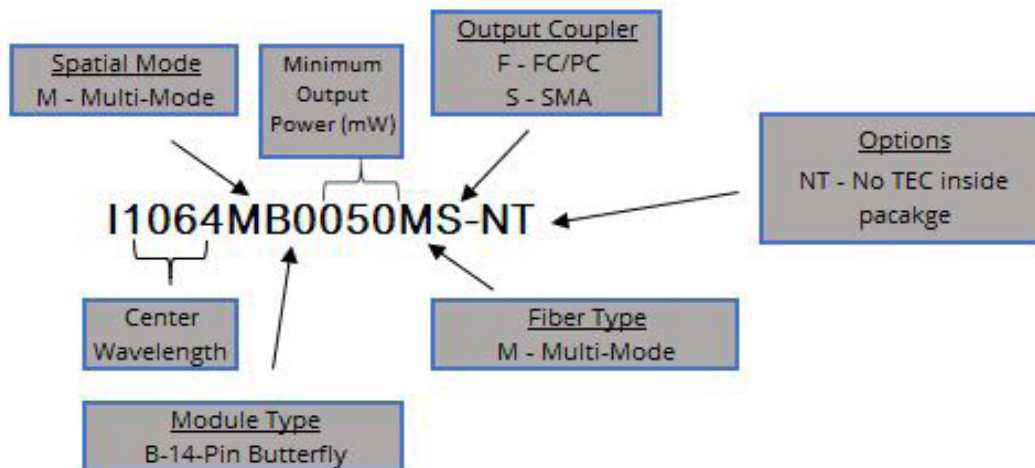 Spatial Mode
M - Multi-Mode
Minimum
Output
Power (mW)
Output Coupler
F - FC/PC
S - SMA
Options
NT - No TEC inside
pacakge
I1064MB0050MS-NT
Center
Wavelength
Fiber Type
M - Multi-Mode
Module Type
B-14-Pin Butterfly